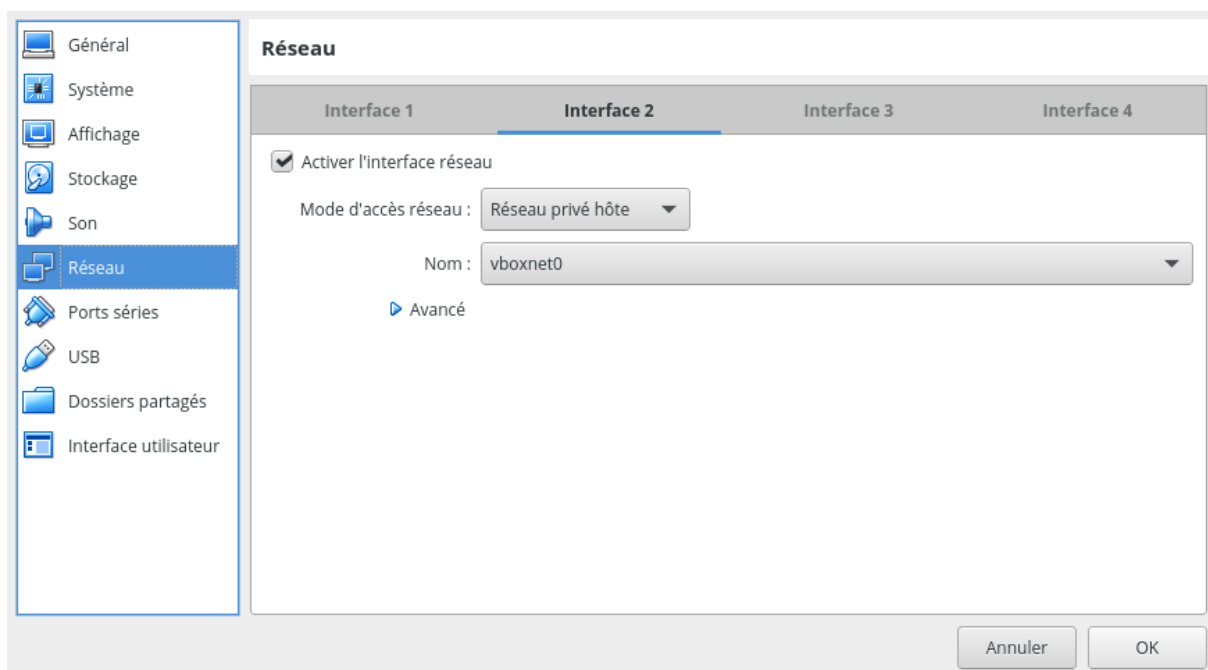 Général
Système
Affichage
Stockage
Son
Réseau
Ports séries
USB
Dossiers partagés
Interface utilisateur
Réseau
Interface 1 Interface 2 Interface 3 Interface 4
Activer l'interface réseau
Mode d'accès réseau : Réseau privé hôte
Nom : vboxnet0
Avancé
Annuler OK